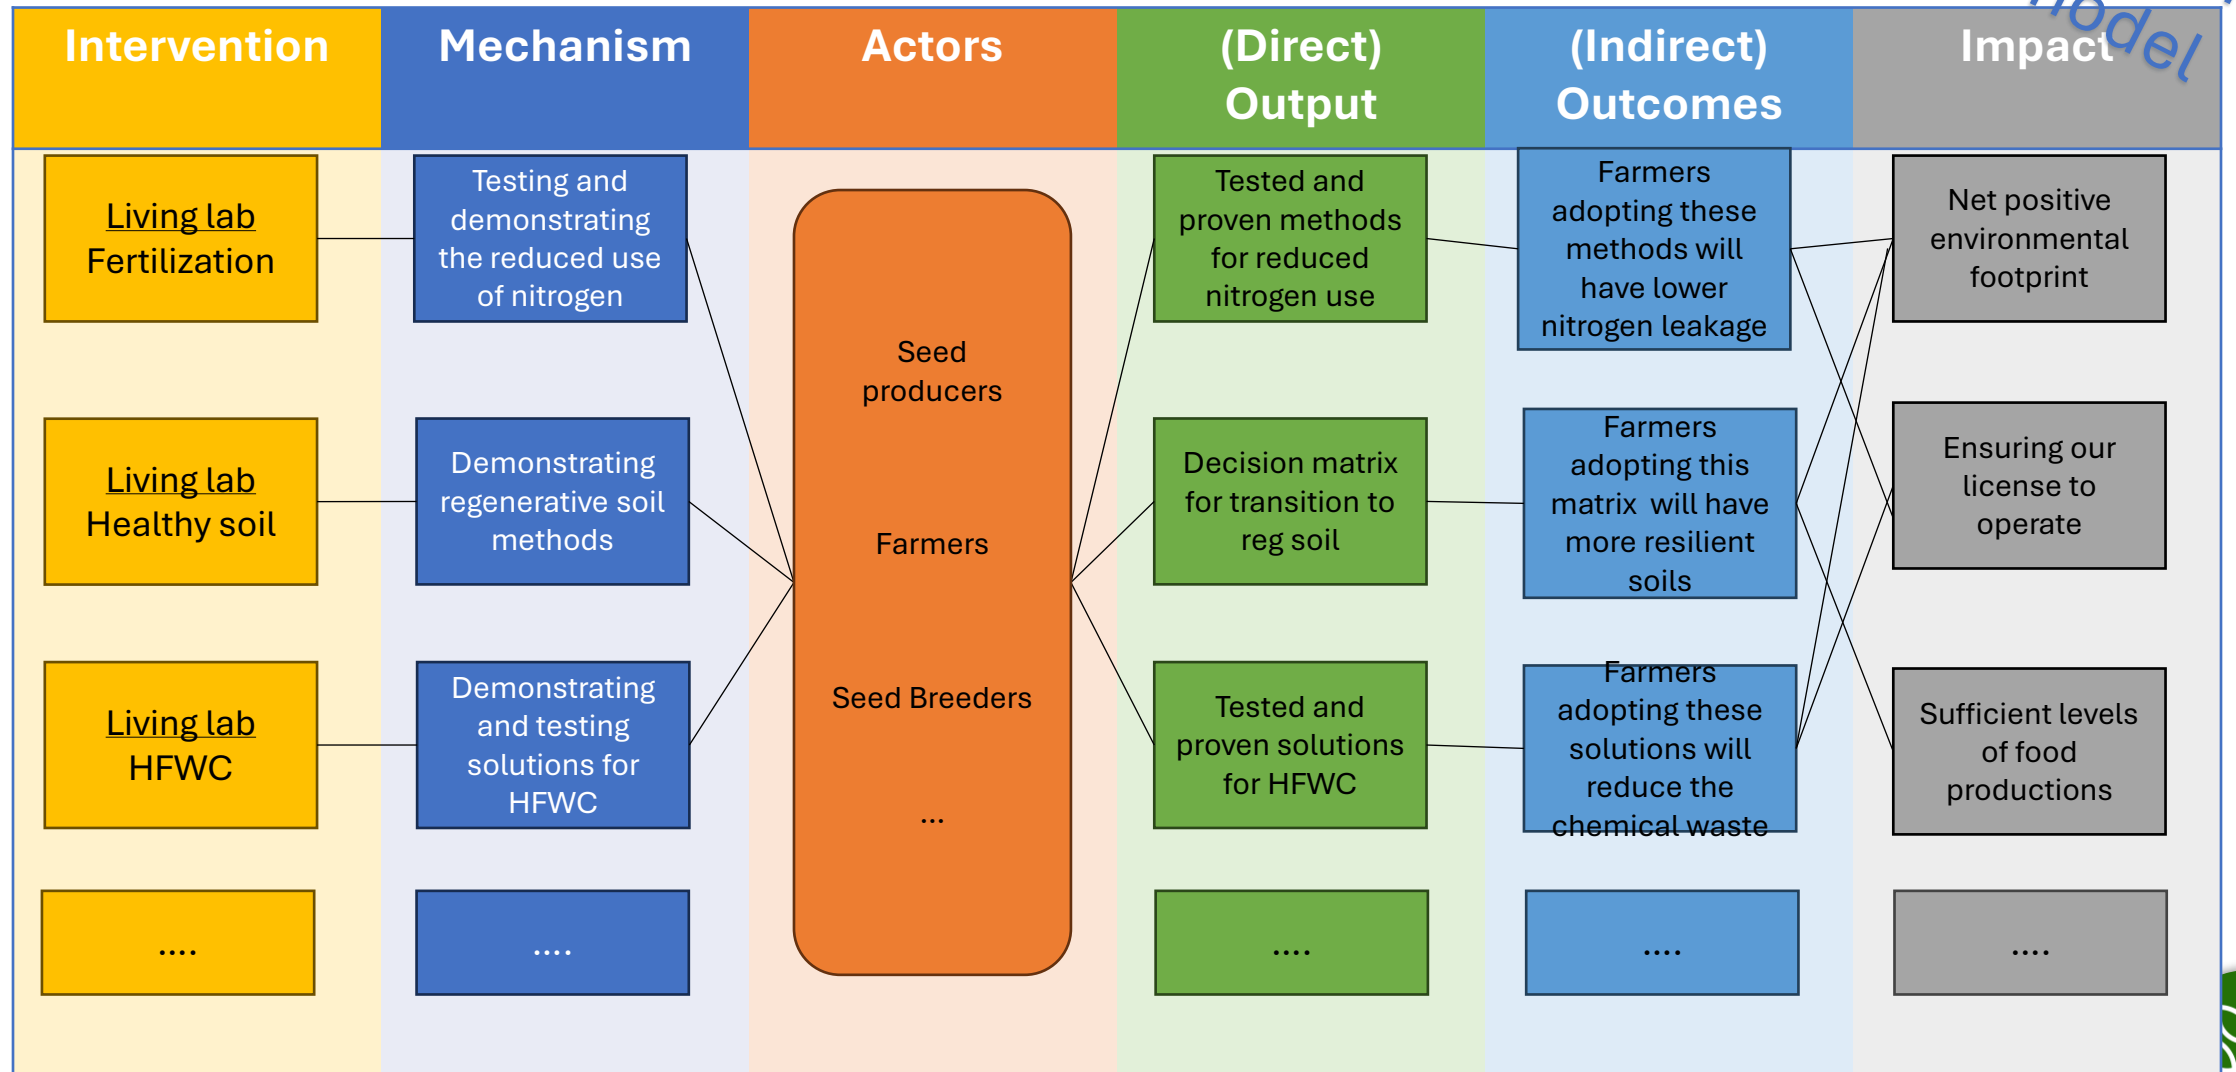 Intervention
Mechanism
Actors
(Direct)
Output
(Indirect)
Outcomes
Impact
model
Living lab
Fertilization
Testing and
demonstrating
the reduced use
of nitrogen
Seed
producers
Farmers
Seed Breeders
...
Tested and
proven methods
for reduced
nitrogen use
Farmers
adopting these
methods will
have lower
nitrogen leakage
Net positive
environmental
footprint
Living lab
Healthy soil
Demonstrating
regenerative soil
methods
Decision matrix
for transition to
reg soil
Farmers
adopting this
matrix will have
more resilient
soils
Ensuring our
license to
operate
Living lab
HFWC
Demonstrating
and testing
solutions for
HFWC
Tested and
proven solutions
for HFWC
Farmers
adopting these
solutions will
reduce the
chemical waste
Sufficient levels
of food
productions
....
....
....
....
....